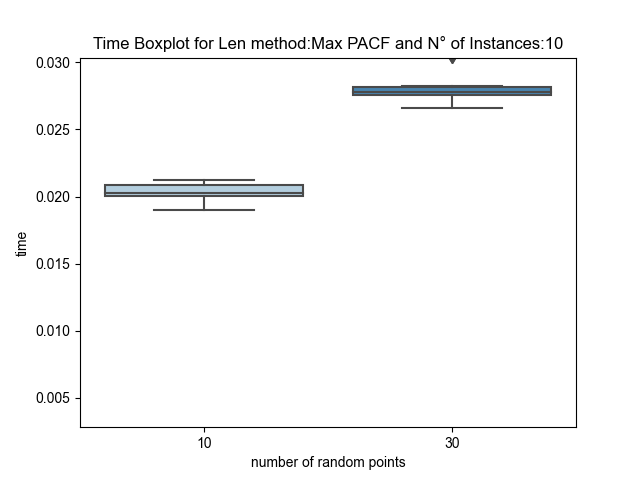 Time Boxplot for Len method:Max PACF and N° of Instances:10
0.030
0.025
0.020
0.015
0.010
0.005
time
10
30
number of random points